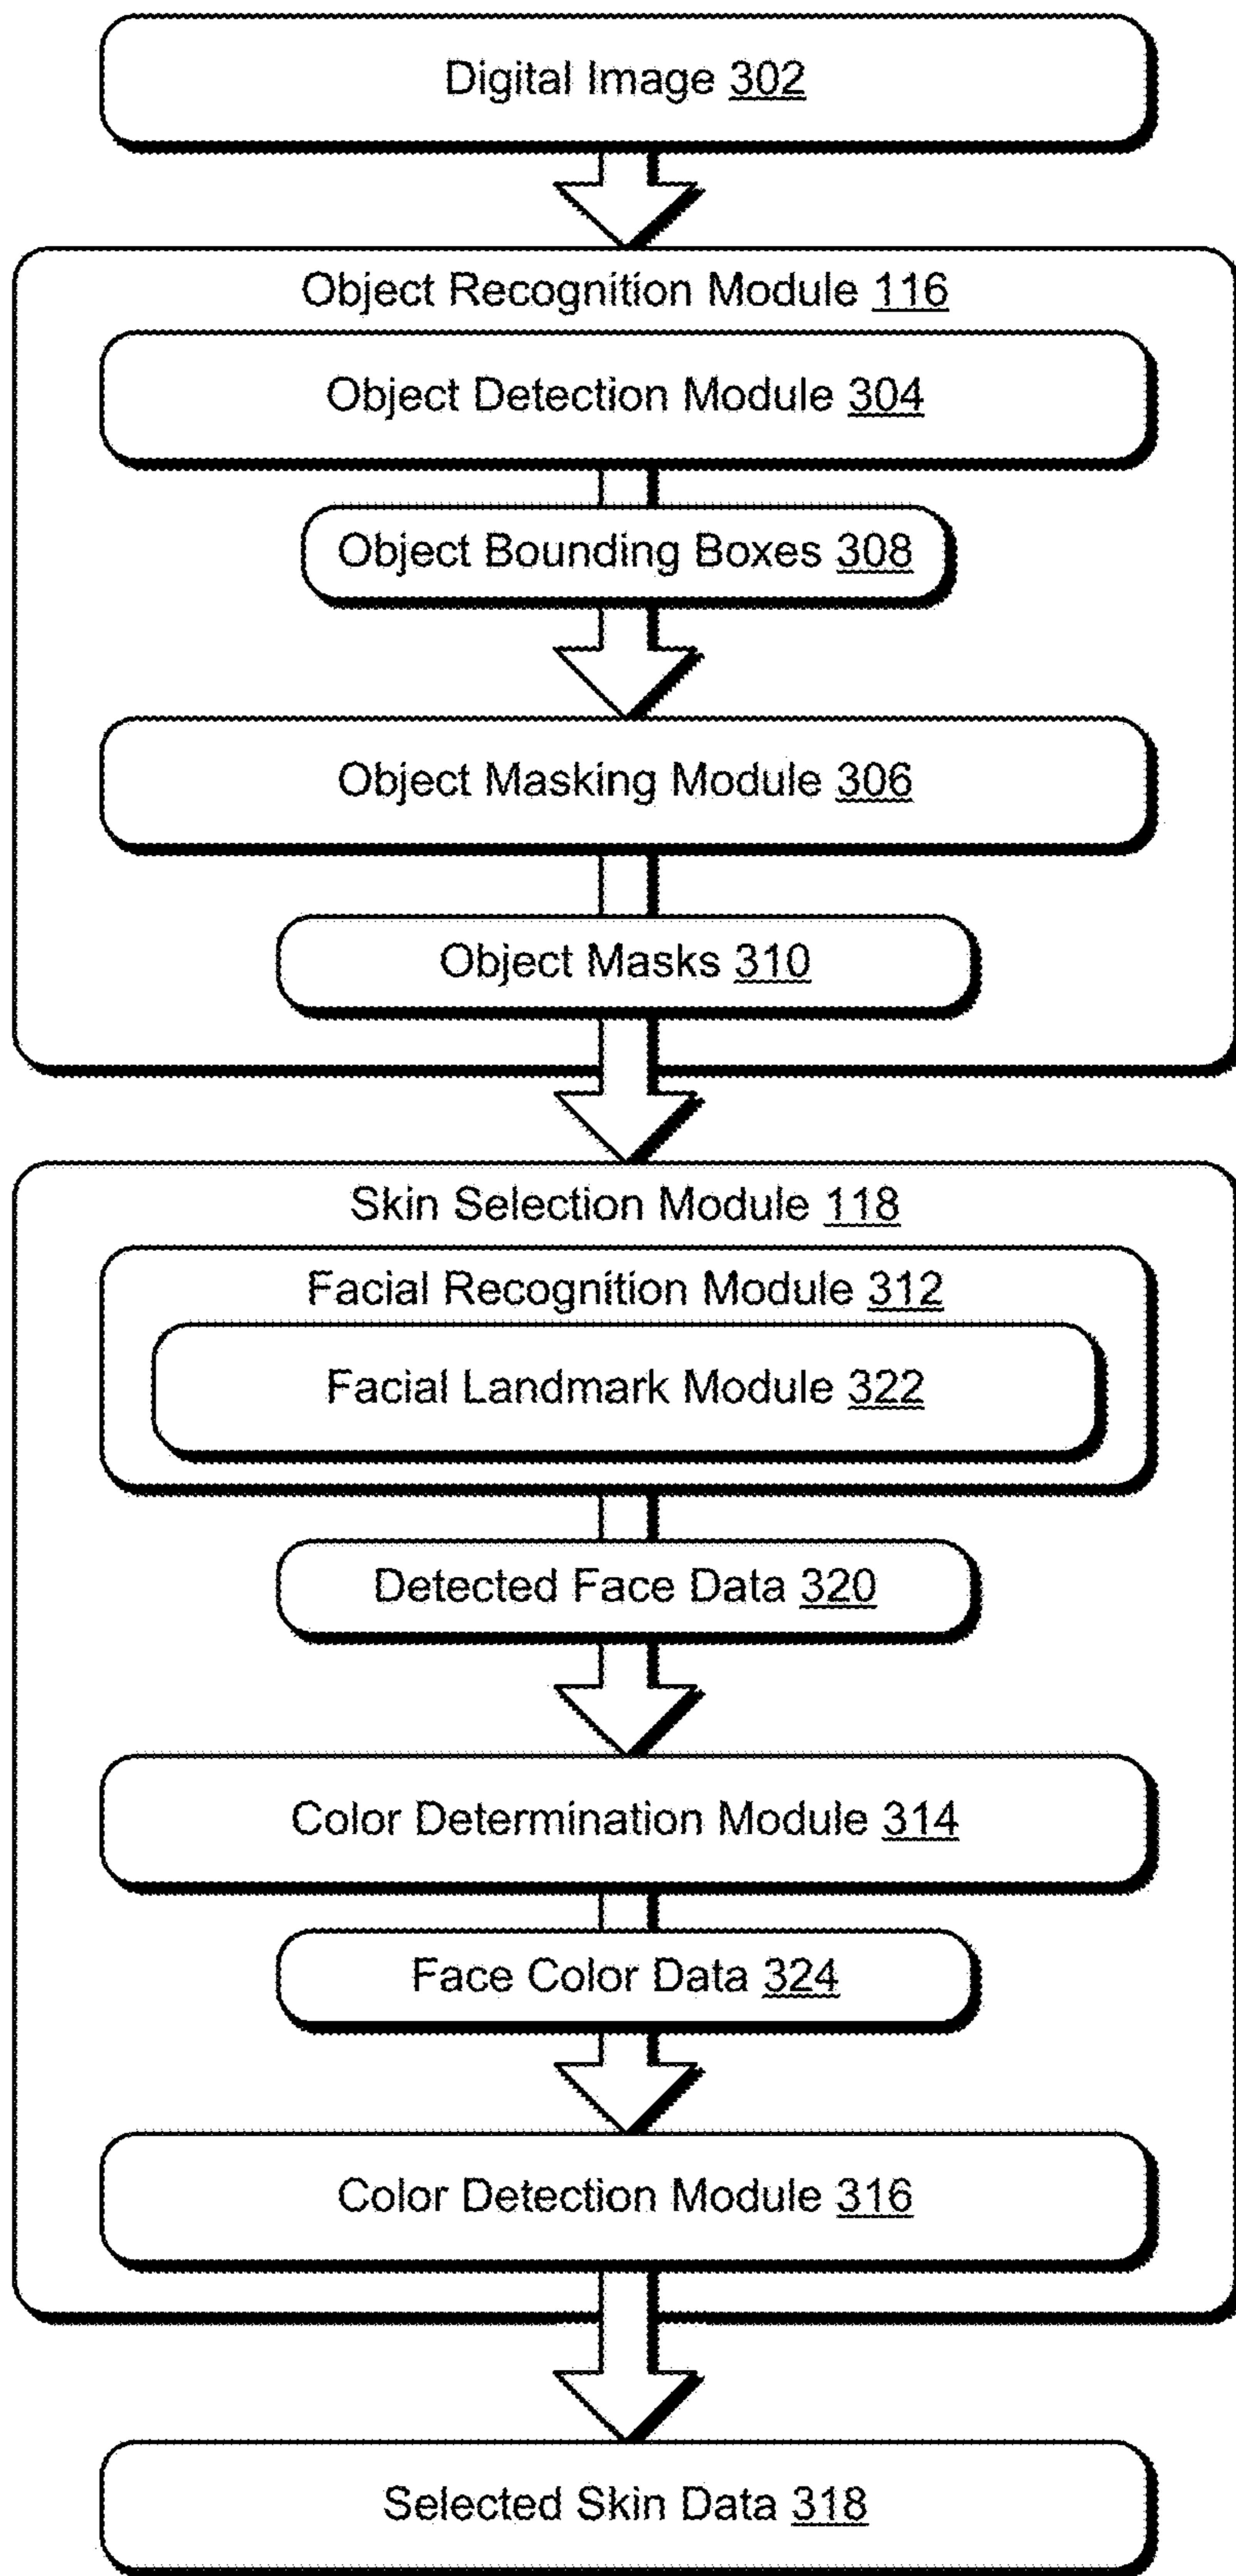 Digital Image 302
Object Recognition Module 116
Object Detection Module 304
Object Bounding Boxes 308
Object Masking Module 306
Object Masks 310
Skin Selection Module 118
Facial Recognition Module 312
Facial Landmark Module 322
Detected Face Data 320
Color Determination Module 314
Face Color Data 324
Color Detection Module 316
Selected Skin Data 318